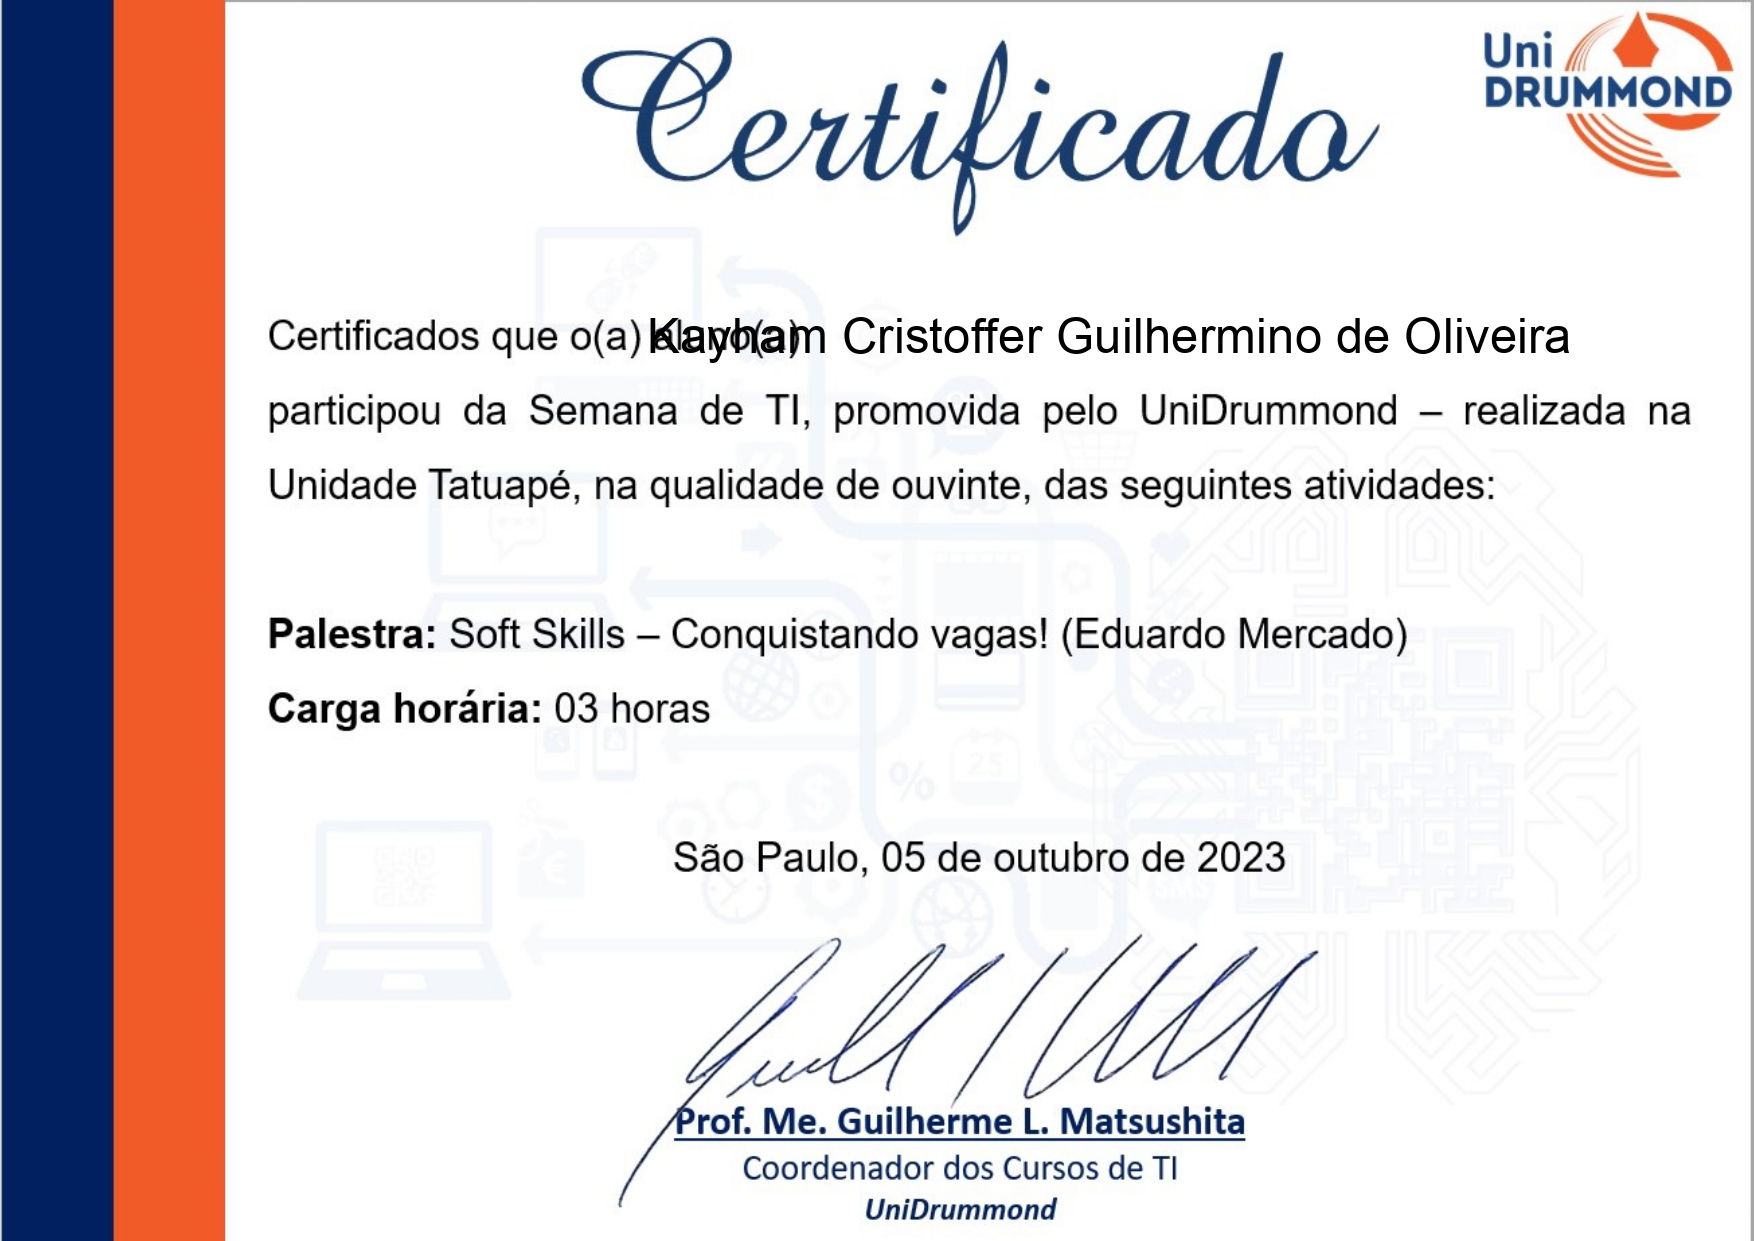 Certificado
Uni
DRUMMOND
Certificados que o(a) aluno(a) Kayham Cristoffer Guilhermino de Oliveira
participou da Semana de TI, promovida pelo UniDrummond – realizada na
Unidade Tatuapé, na qualidade de ouvinte, das seguintes atividades:
Palestra: Soft Skills – Conquistando vagas! (Eduardo Mercado)
Carga horária: 03 horas
%
25
São Paulo, 05 de outubro de 2023
SMS
Prof. Me. Guilherme L. Matsushita
Coordenador dos Cursos de TI
UniDrummond